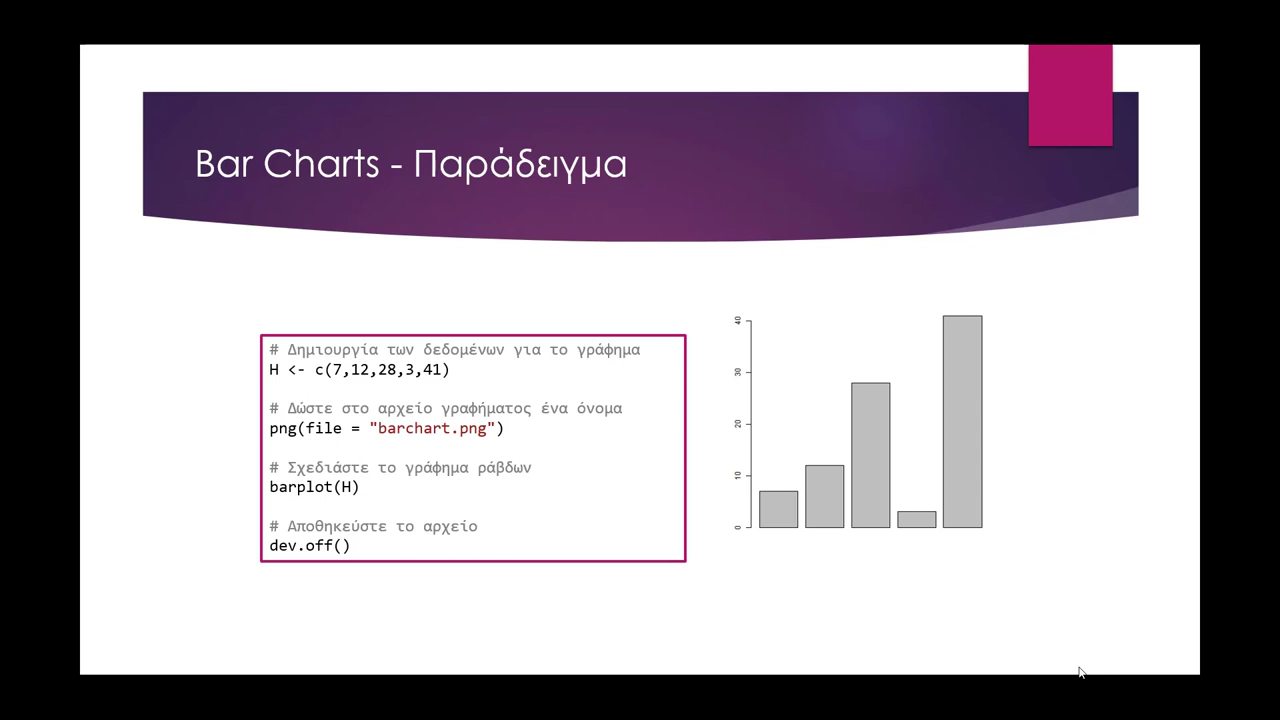 Bar Charts - Παράδειγμα
# Δημιουργία των δεδομένων για το γράφημα
H <- c(7,12,28,3,41)
# Δώστε στο αρχείο γραφήματος ένα όνομα
png(file = "barchart.png")
# Σχεδιάστε το γράφημα ράβδων
barplot(H)
# Αποθηκεύστε το αρχείο
dev.off()
40
30
20
10
0